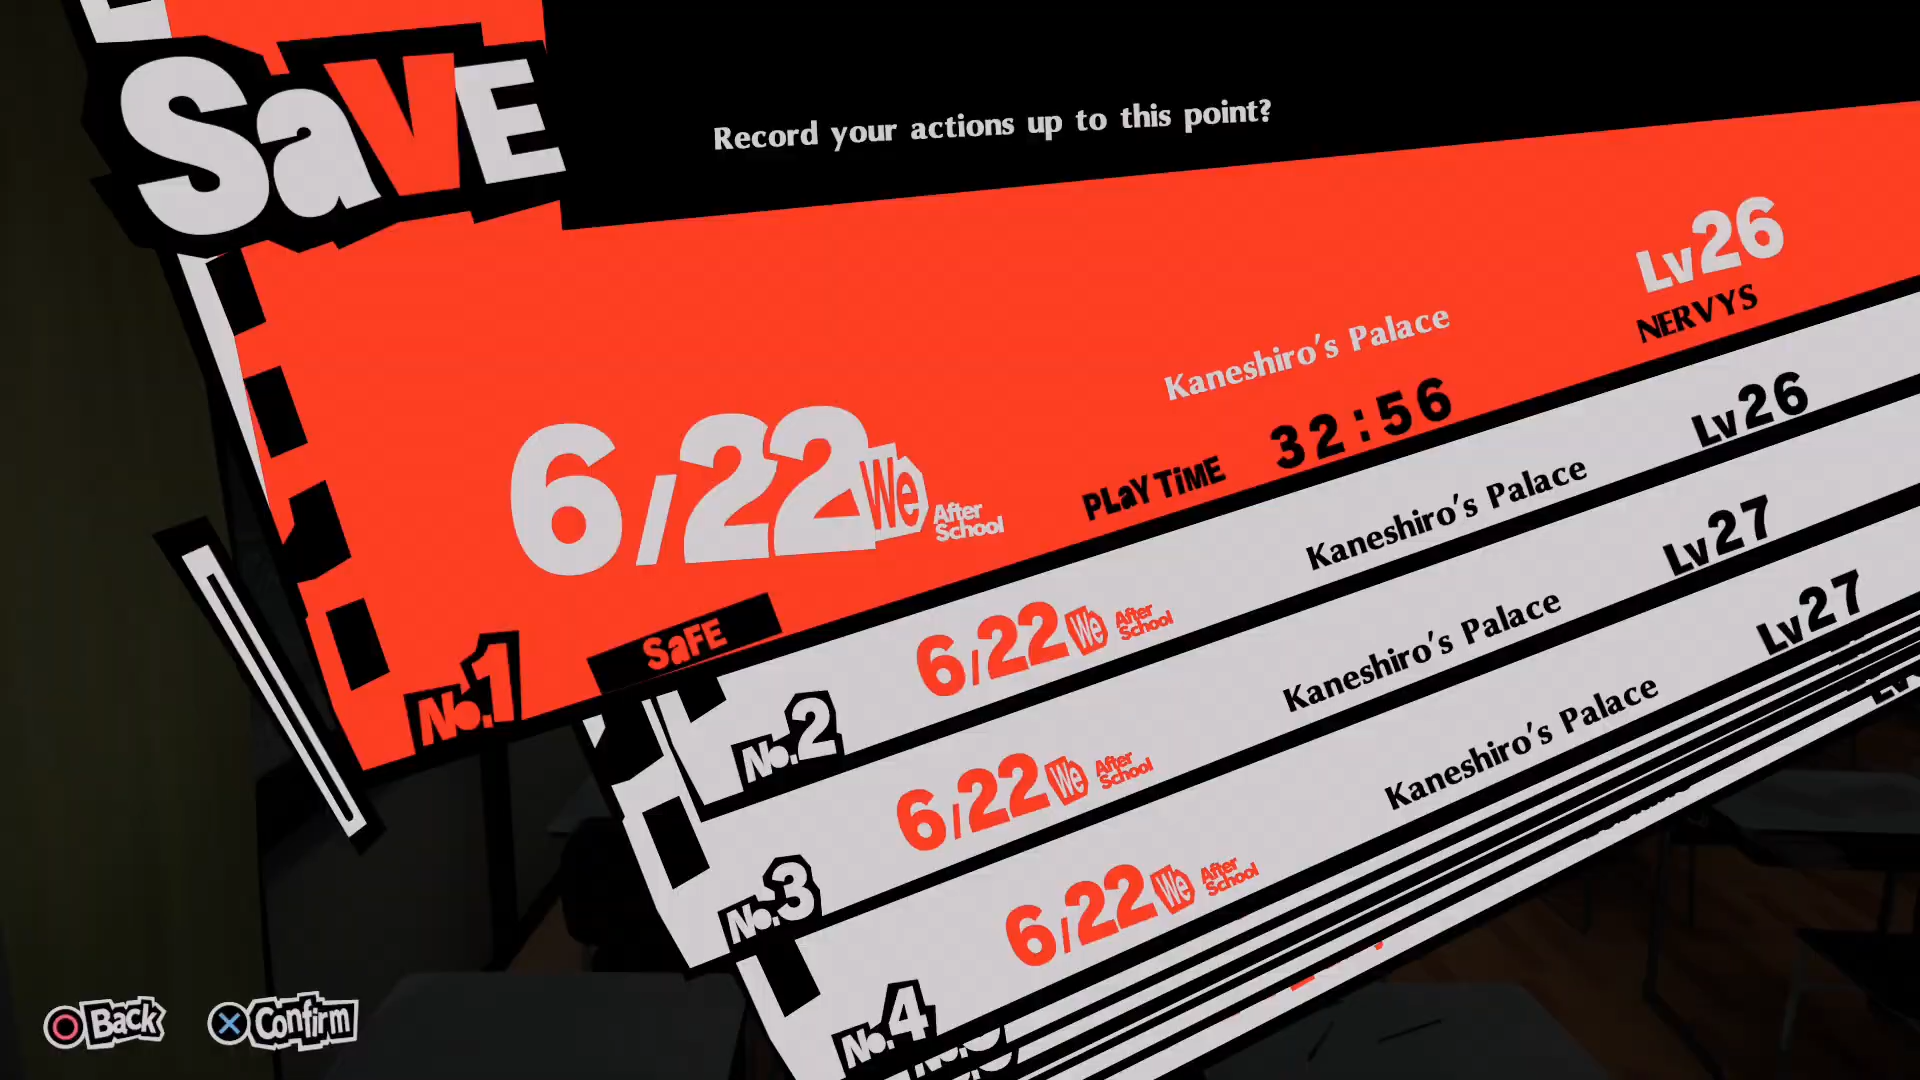 SaVE
Record your actions up to this point?
Lv26
NERVYS
Kaneshiro's Palace
PLaY TiME 32:56
6/22 We After School
No.1 SaFE
No.2 6/22 We After School Kaneshiro's Palace Lv26
No.3 6/22 We After School Kaneshiro's Palace Lv27
No.4 6/22 We After School Kaneshiro's Palace Lv27
Back Confirm